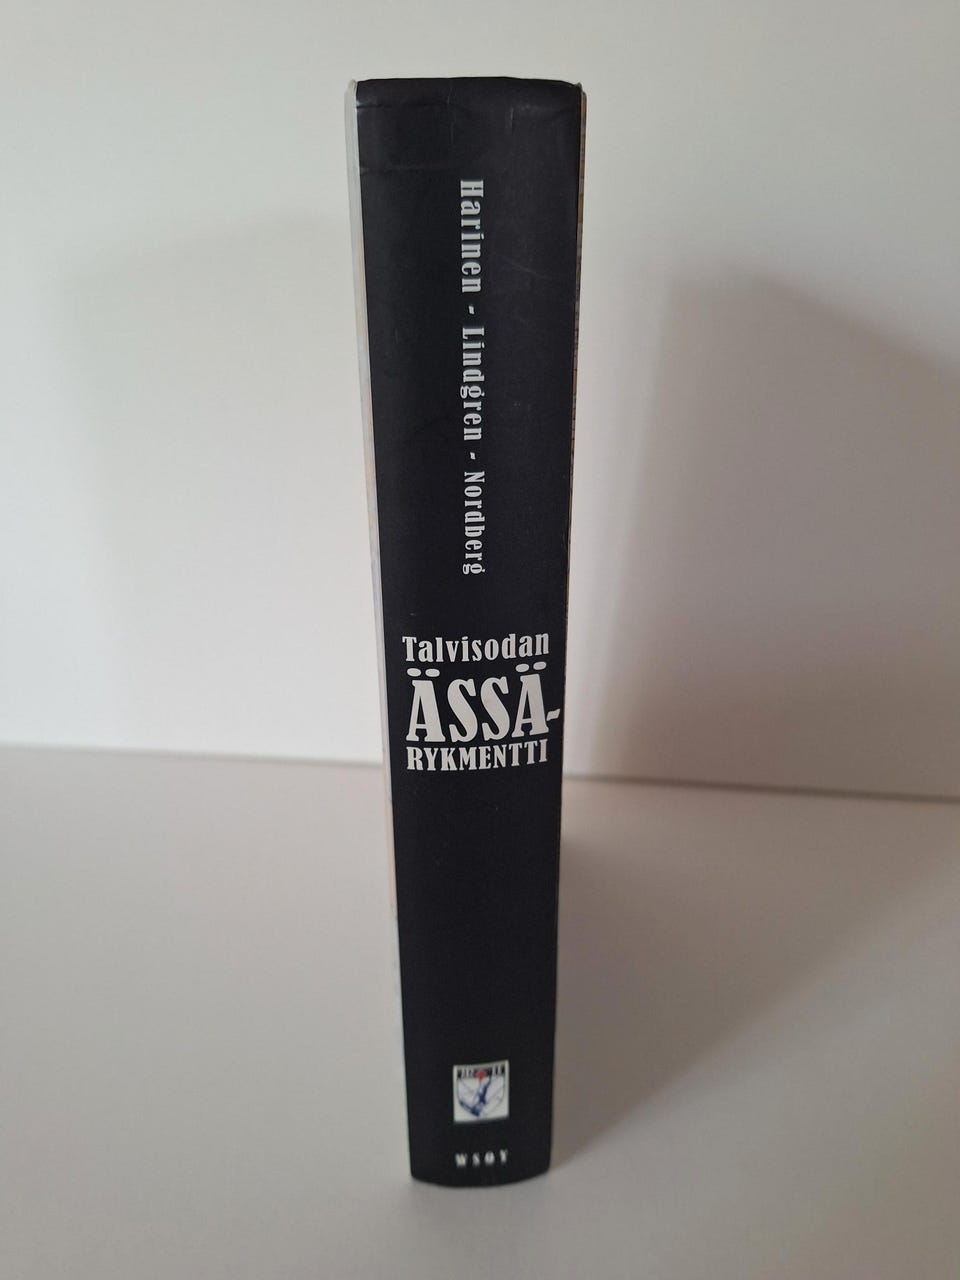 Harinen - Lindgren - Nordberg
Talvisodan
ÄSSÄ-
RYKMENTTI
WSOY